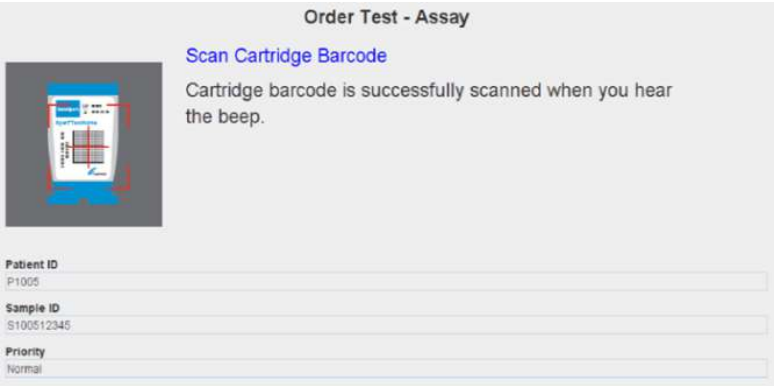 Order Test - Assay
Scan Cartridge Barcode
Cartridge barcode is successfully scanned when you hear
the beep.
Patient ID
P1005
Sample ID
S100512345
Priority
Normal